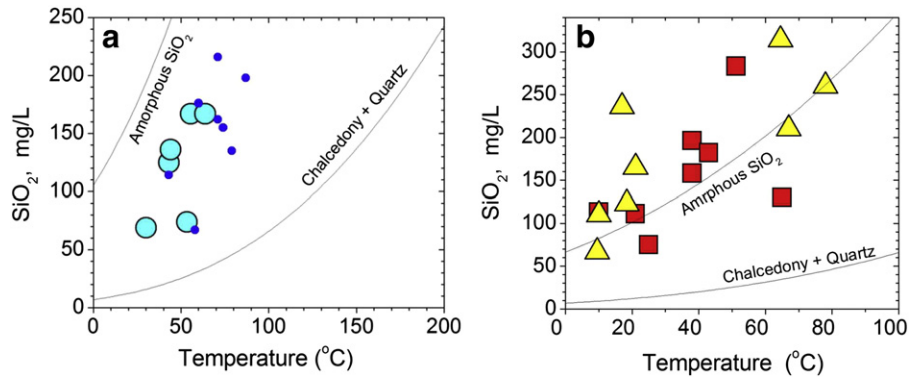 a
Amorphous SiO2
Chalcedony + Quartz
SiO2, mg/L
250
200
150
100
50
0
0
50
100
150
200
Temperature (°C)
b
Amrphous SiO2
Chalcedony + Quartz
SiO2, mg/L
300
250
200
150
100
50
0
0
20
40
60
80
100
Temperature (°C)